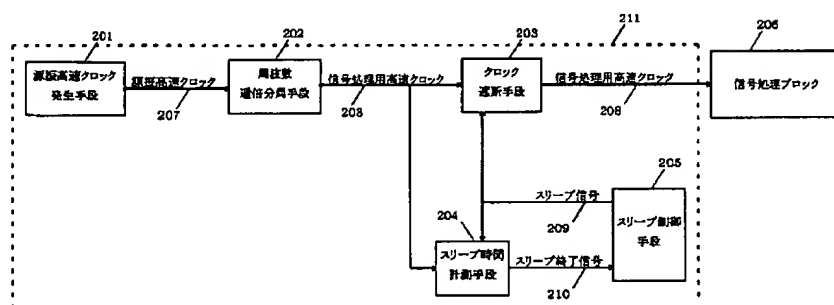 211
201
202
203
206
源振高速クロック
発生手段
源振高速クロック
207
周波数
逓倍分周手段
信号処理用高速クロック
208
クロック
遮断手段
信号処理用高速クロック
208
信号処理ブロック
205
スリープ信号
209
スリープ制御
手段
204
スリープ時間
計測手段
スリープ終了信号
210